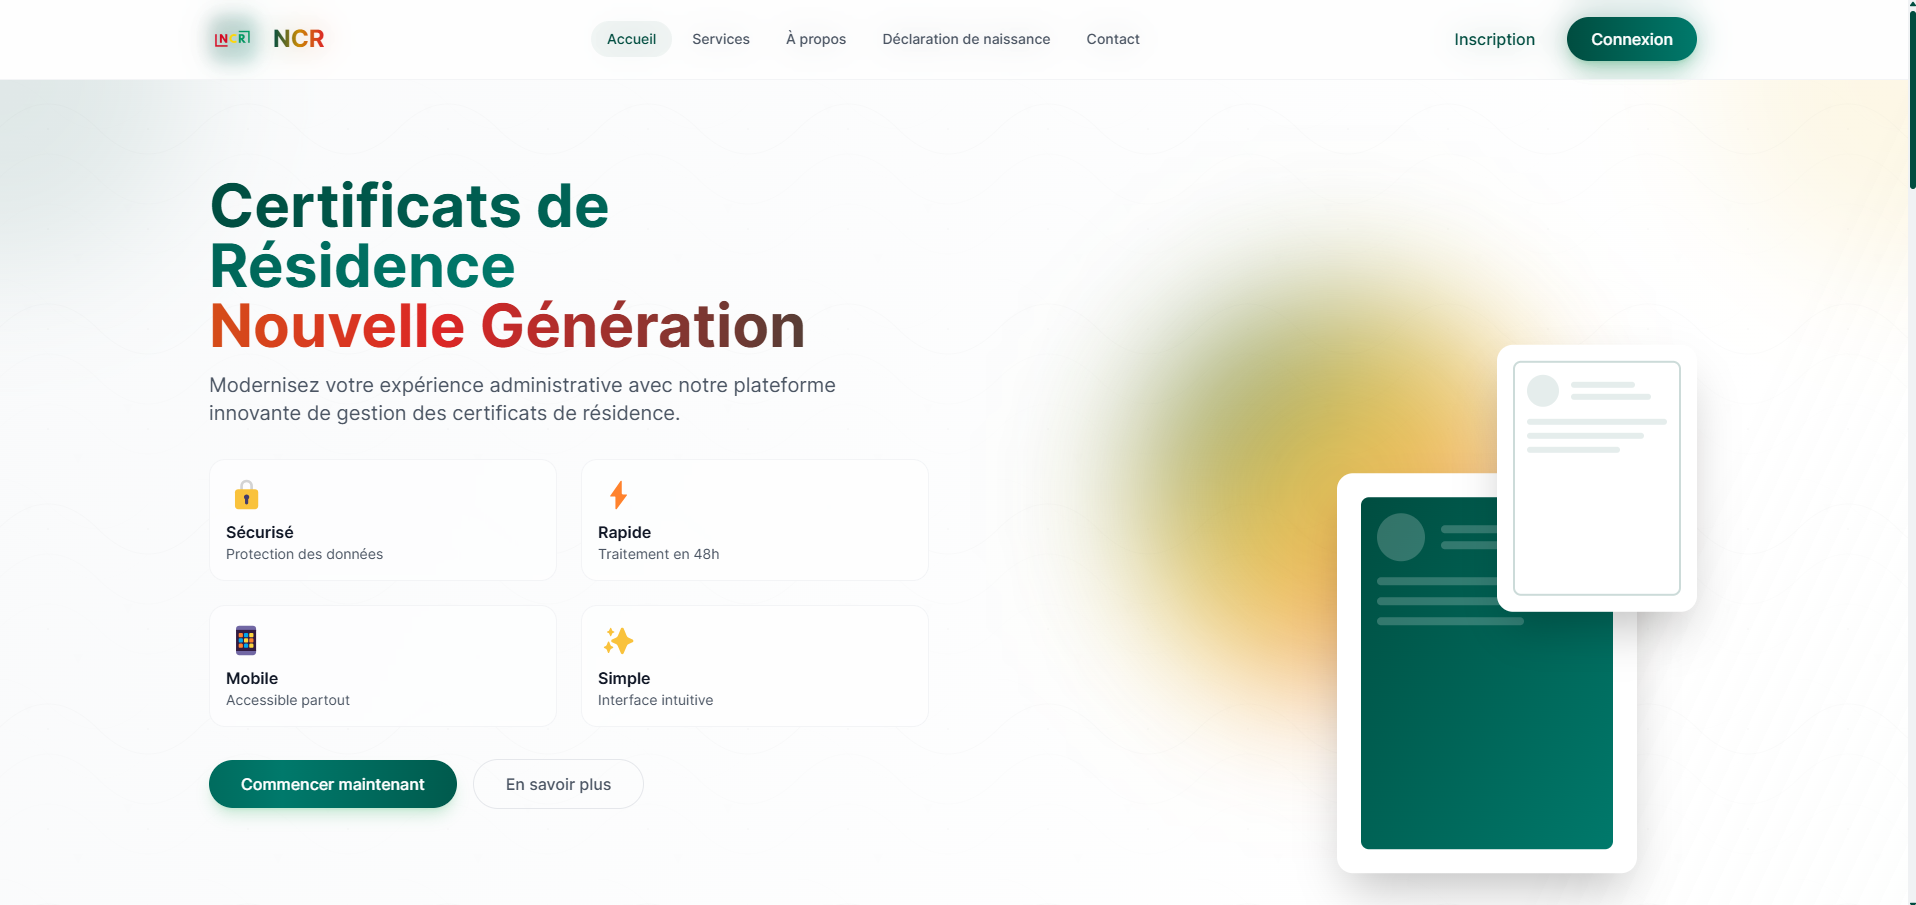 NCR
NCR
Accueil
Services
À propos
Déclaration de naissance
Contact
Inscription
Connexion
Certificats de
Résidence
Nouvelle Génération
Modernisez votre expérience administrative avec notre plateforme
innovante de gestion des certificats de résidence.
Sécurisé
Protection des données
Rapide
Traitement en 48h
Mobile
Accessible partout
Simple
Interface intuitive
Commencer maintenant
En savoir plus